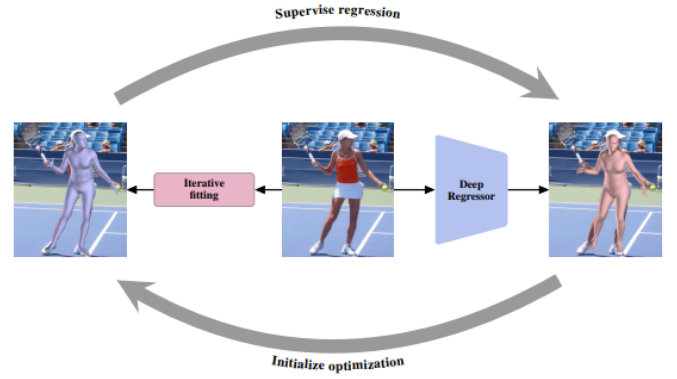 Supervise regression
Iterative
fitting
Deep
Regressor
Initialize optimization